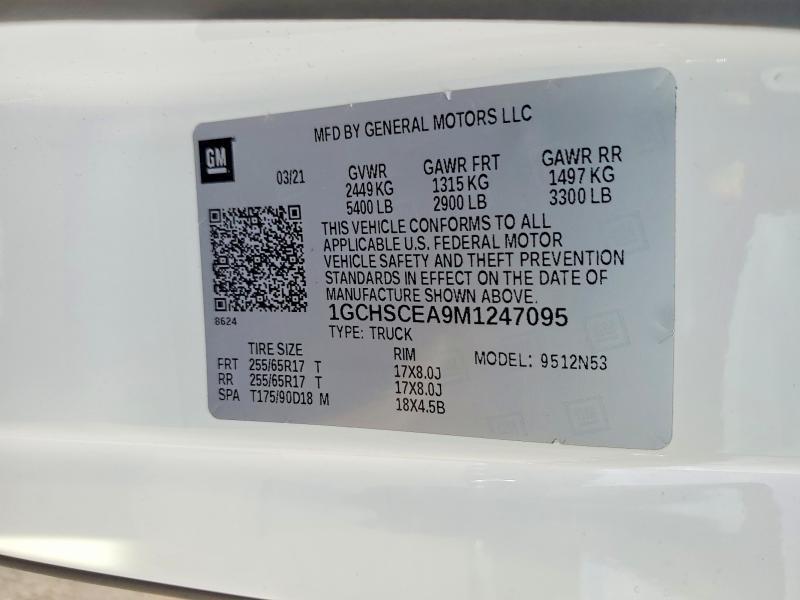 MFD BY GENERAL MOTORS LLC
GM
03/21
GVWR GAWR FRT GAWR RR
2449 KG 1315 KG 1497 KG
5400 LB 2900 LB 3300 LB
THIS VEHICLE CONFORMS TO ALL
APPLICABLE U.S. FEDERAL MOTOR
VEHICLE SAFETY AND THEFT PREVENTION
STANDARDS IN EFFECT ON THE DATE OF
MANUFACTURE SHOWN ABOVE.
8624
1GCHSCEA9M1247095
TYPE: TRUCK
TIRE SIZE RIM MODEL: 9512N53
FRT 255/65R17 T 17X8.0J
RR 255/65R17 T 17X8.0J
SPA T175/90D18 M 18X4.5B